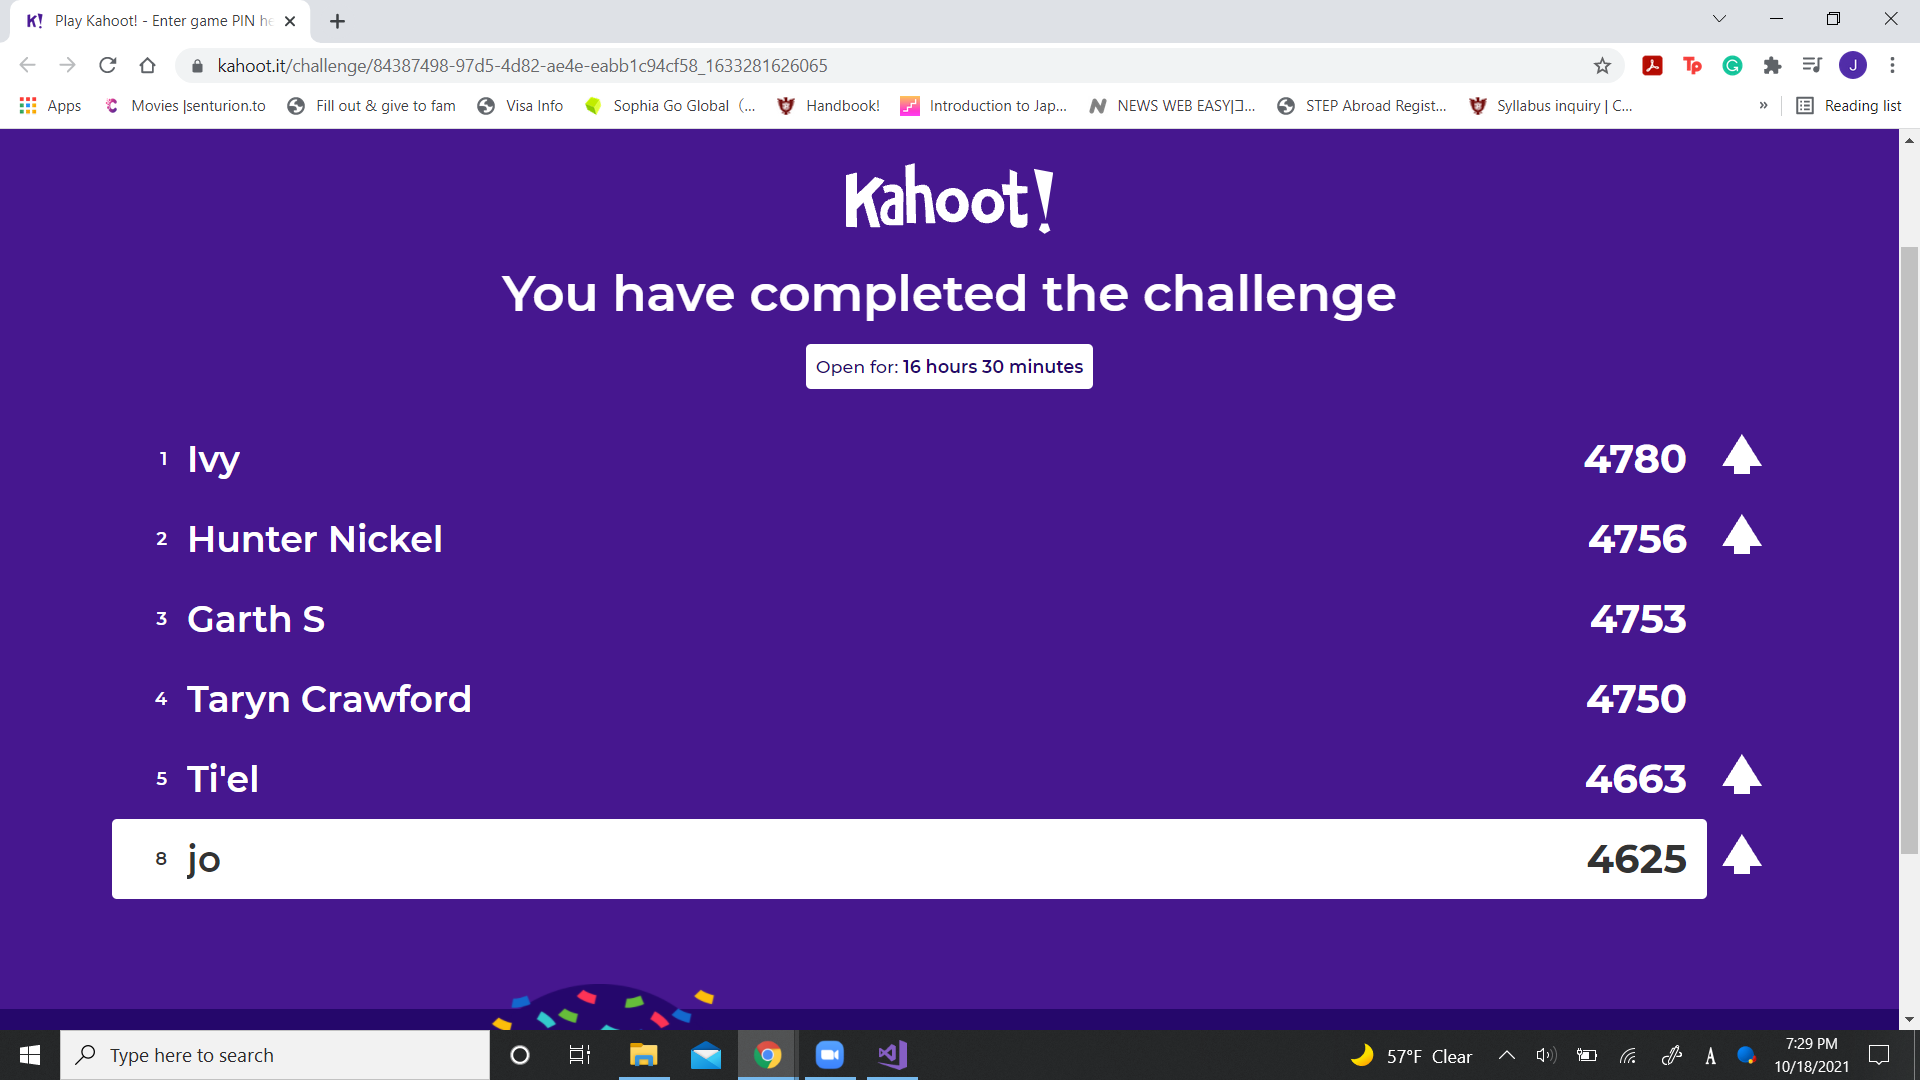 Play Kahoot! - Enter game PIN he
kahoot.it/challenge/84387498-97d5-4d82-ae4e-eabb1c94cf58_1633281626065
J
Apps
Movies |senturion.to
Fill out & give to fam
Visa Info
Sophia Go Global（...
Handbook!
Introduction to Jap...
NEWS WEB EASY|コ...
STEP Abroad Regist...
Syllabus inquiry | C...
»
Reading list
Kahoot!
You have completed the challenge
Open for: 16 hours 30 minutes
1 Ivy 4780
2 Hunter Nickel 4756
3 Garth S 4753
4 Taryn Crawford 4750
5 Ti'el 4663
8 jo 4625
Type here to search
57°F Clear
A
7:29 PM
10/18/2021